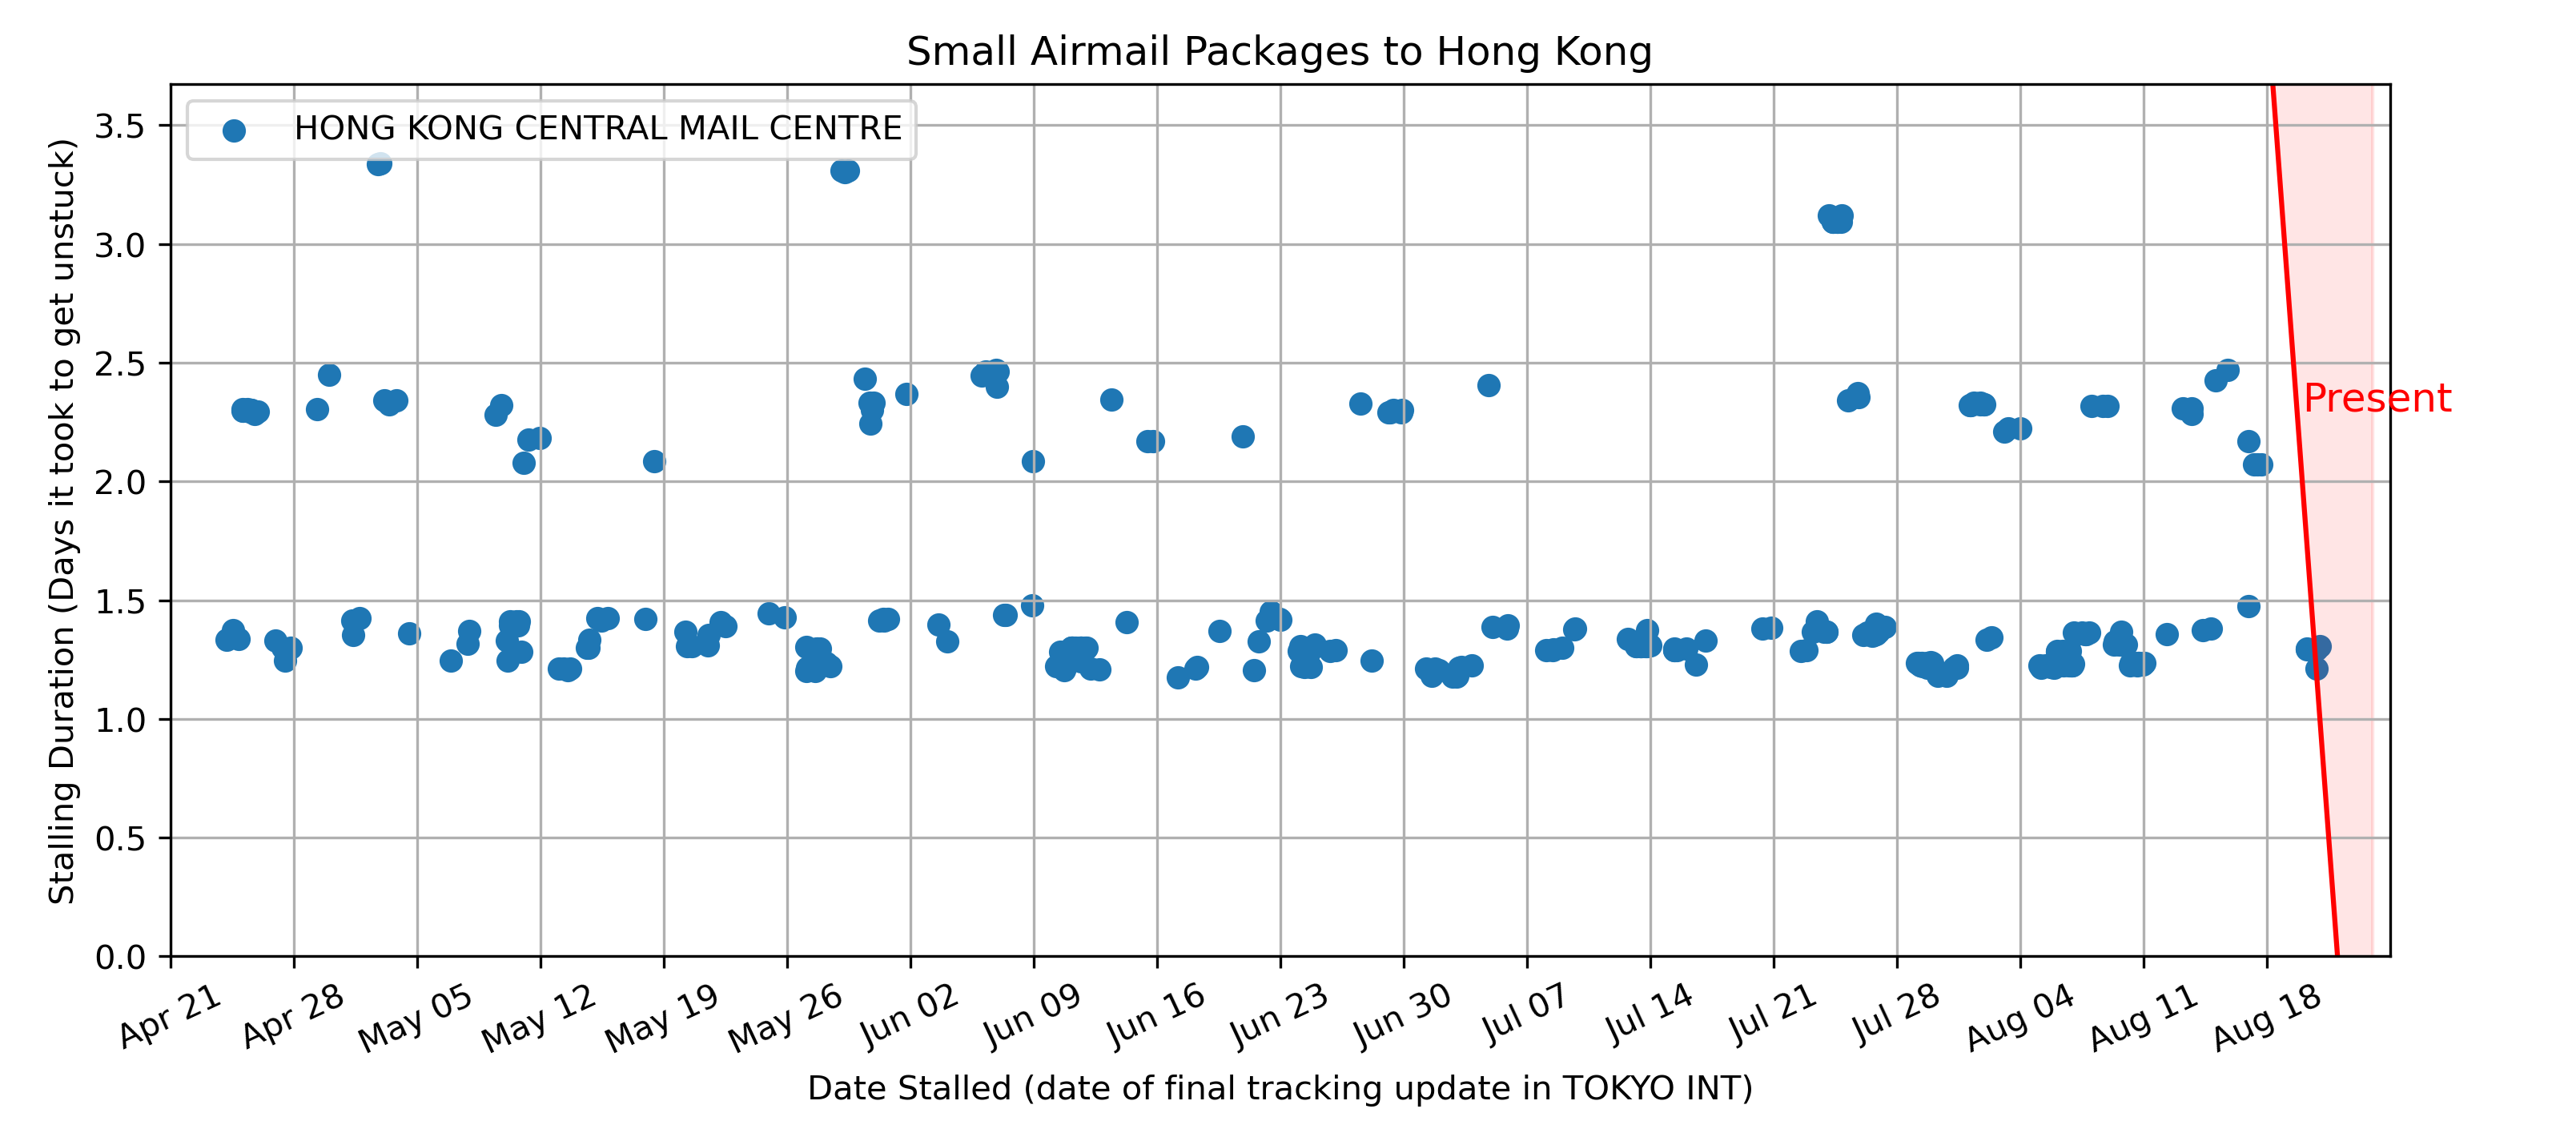 Small Airmail Packages to Hong Kong
HONG KONG CENTRAL MAIL CENTRE
Stalling Duration (Days it took to get unstuck)
3.5
3.0
2.5
2.0
1.5
1.0
0.5
0.0
Present
Apr 21
Apr 28
May 05
May 12
May 19
May 26
Jun 02
Jun 09
Jun 16
Jun 23
Jun 30
Jul 07
Jul 14
Jul 21
Jul 28
Aug 04
Aug 11
Aug 18
Date Stalled (date of final tracking update in TOKYO INT)